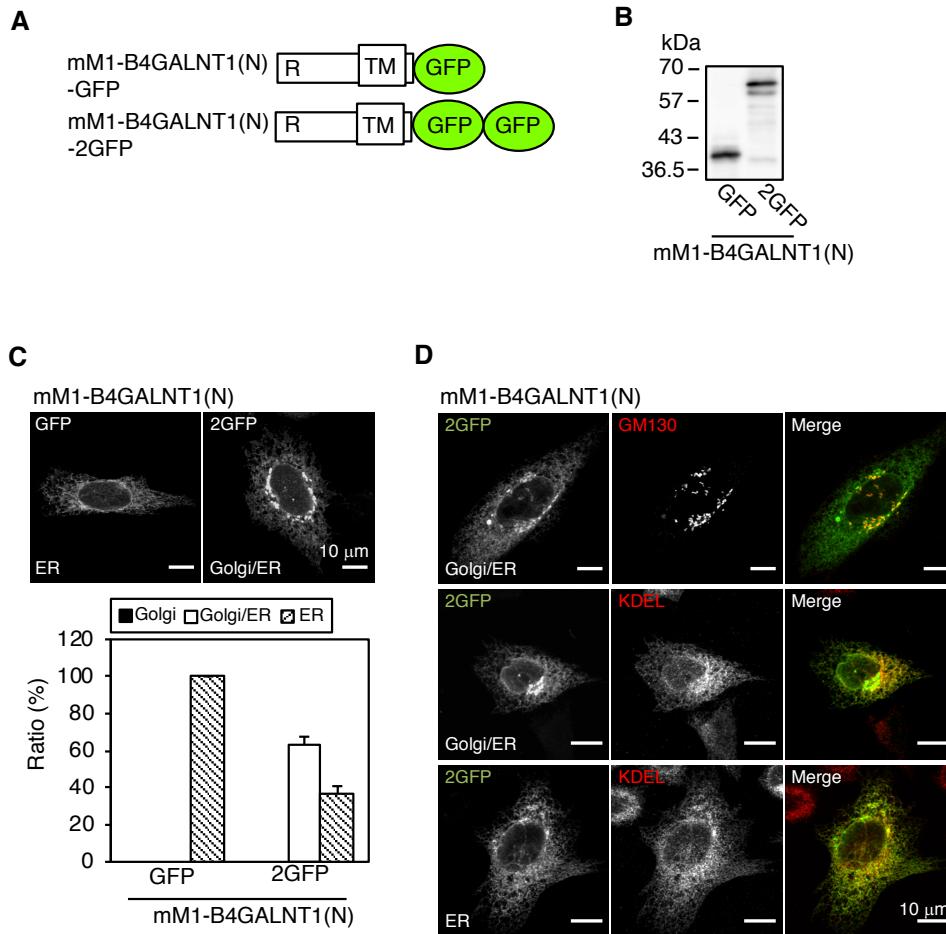 A
mM1-B4GALNT1(N)
-GFP
R
TM
GFP
mM1-B4GALNT1(N)
-2GFP
R
TM
GFP
GFP
B
kDa
70
57
43
36.5
GFP
2GFP
mM1-B4GALNT1(N)
C
mM1-B4GALNT1(N)
GFP
ER
2GFP
10 μm
Golgi/ER
Golgi
Golgi/ER
ER
Ratio (%)
120
100
80
60
40
20
0
GFP
2GFP
mM1-B4GALNT1(N)
D
mM1-B4GALNT1(N)
2GFP
GM130
Merge
Golgi/ER
2GFP
KDEL
Merge
Golgi/ER
2GFP
KDEL
Merge
ER
10 μm